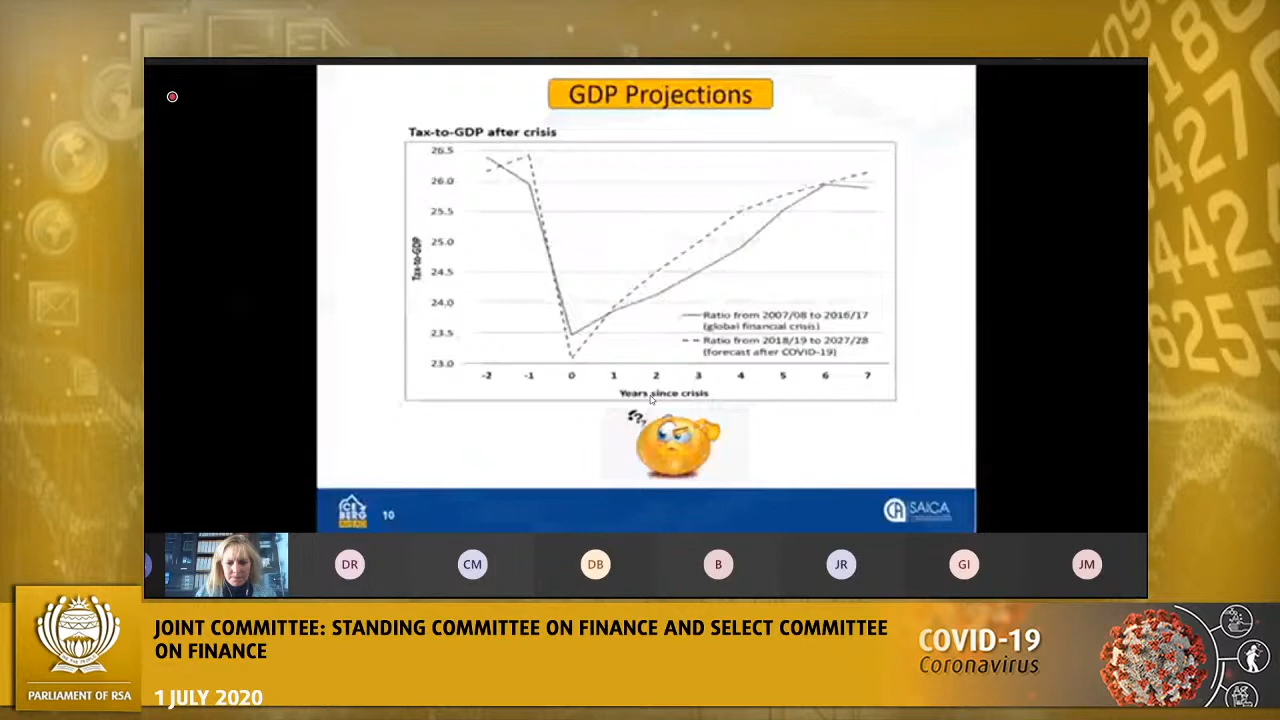 GDP Projections
Tax-to-GDP after crisis
26.5
26.0
25.5
25.0
24.5
24.0
23.5
23.0
Tax-to-GDP
Ratio from 2007/08 to 2016/17
(global financial crisis)
Ratio from 2018/19 to 2027/28
(forecast after COVID-19)
-2 -1 0 1 2 3 4 5 6 7
Years since crisis
??
ICE
BERG
AHEAD
10
CA SAICA
DR CM DB B JR GI JM
JOINT COMMITTEE: STANDING COMMITTEE ON FINANCE AND SELECT COMMITTEE
ON FINANCE
1 JULY 2020
PARLIAMENT OF RSA
COVID-19
Coronavirus